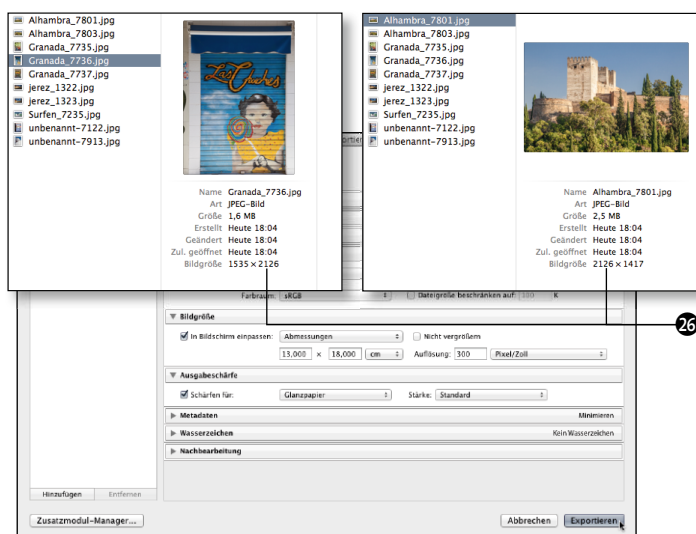 Alhambra_7801.jpg
Alhambra_7803.jpg
Granada_7735.jpg
Granada_7736.jpg
Granada_7737.jpg
jerez_1322.jpg
jerez_1323.jpg
Surfen_7235.jpg
unbenannt-7122.jpg
unbenannt-7913.jpg
Name Granada_7736.jpg
Art JPEG-Bild
Größe 1,6 MB
Erstellt Heute 18:04
Geändert Heute 18:04
Zul. geöffnet Heute 18:04
Bildgröße 1535 × 2126
Alhambra_7801.jpg
Alhambra_7803.jpg
Granada_7735.jpg
Granada_7736.jpg
Granada_7737.jpg
jerez_1322.jpg
jerez_1323.jpg
Surfen_7235.jpg
unbenannt-7122.jpg
unbenannt-7913.jpg
Name Alhambra_7801.jpg
Art JPEG-Bild
Größe 2,5 MB
Erstellt Heute 18:04
Geändert Heute 18:04
Zul. geöffnet Heute 18:04
Bildgröße 2126 × 1417
26
Farbraum: sRGB Dateigröße beschränken auf: 100 K
Bildgröße
In Bildschirm einpassen: Abmessungen Nicht vergrößern
13,000 × 18,000 cm Auflösung: 300 Pixel/Zoll
Ausgabeschärfe
Schärfen für: Glanzpapier Stärke: Standard
Metadaten Minimieren
Wasserzeichen Kein Wasserzeichen
Nachbearbeitung
Hinzufügen Entfernen
Zusatzmodul-Manager... Abbrechen Exportieren